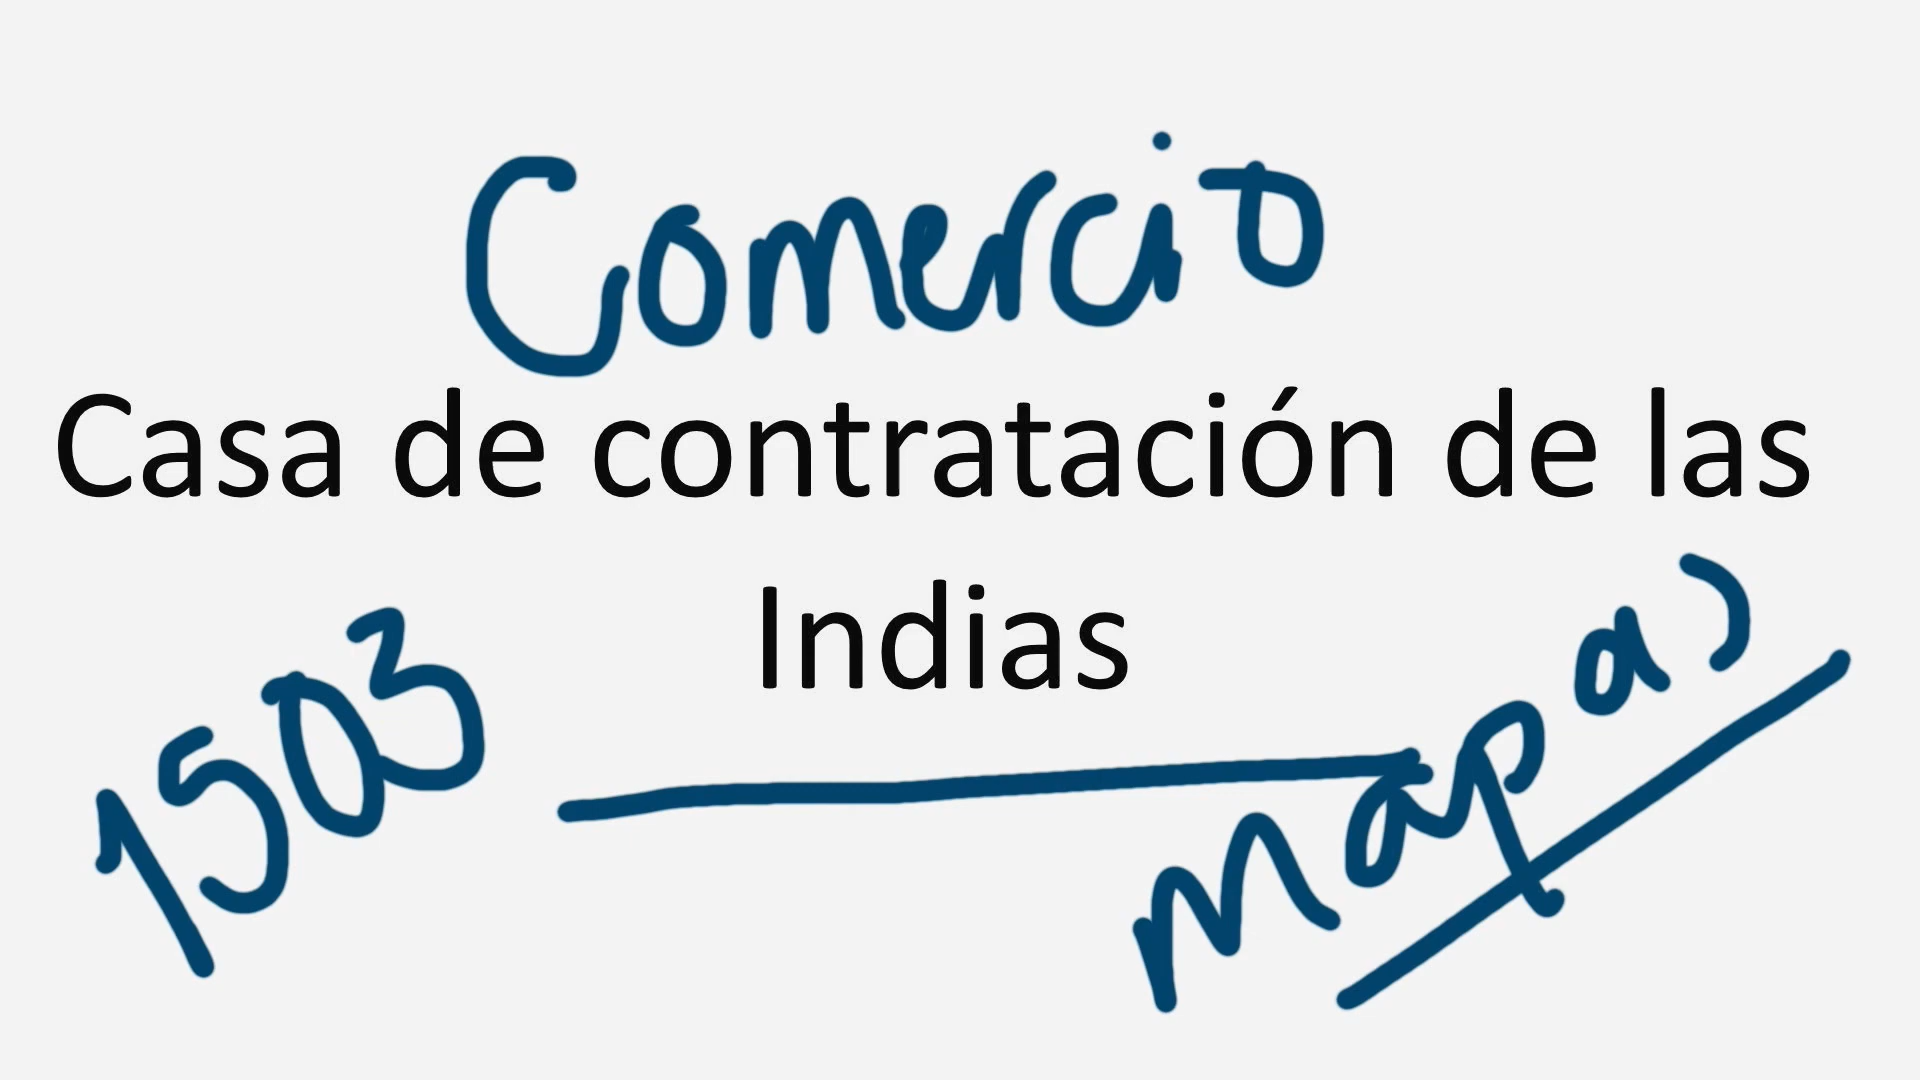 Comercio
Casa de contratación de las
Indias
1503
mapas